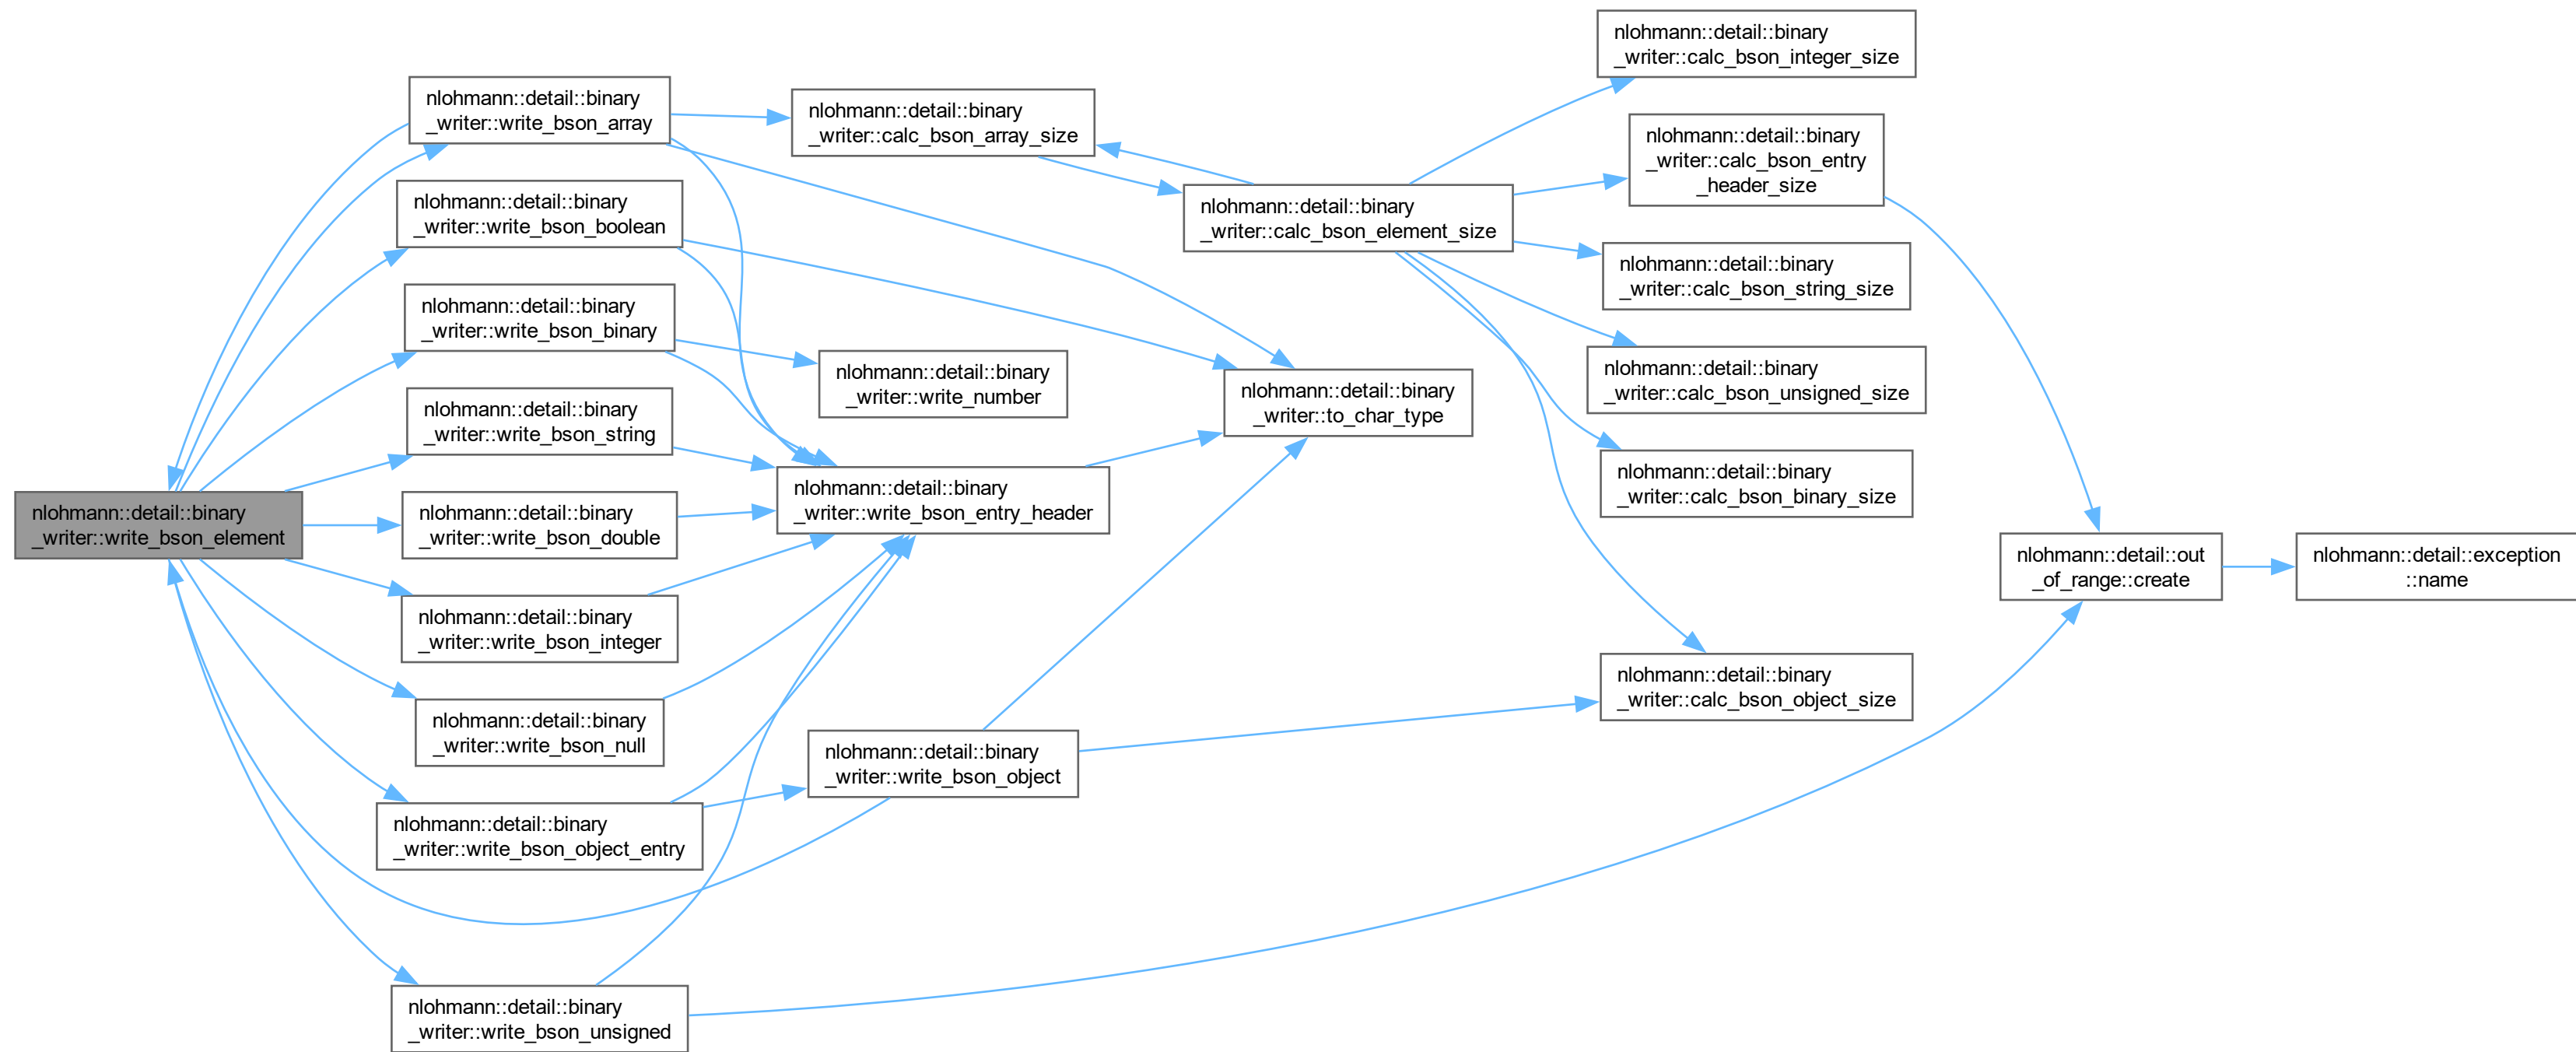 nlohmann::detail::binary
_writer::write_bson_element
nlohmann::detail::binary
_writer::write_bson_array
nlohmann::detail::binary
_writer::write_bson_boolean
nlohmann::detail::binary
_writer::write_bson_binary
nlohmann::detail::binary
_writer::write_bson_string
nlohmann::detail::binary
_writer::write_bson_double
nlohmann::detail::binary
_writer::write_bson_integer
nlohmann::detail::binary
_writer::write_bson_null
nlohmann::detail::binary
_writer::write_bson_object_entry
nlohmann::detail::binary
_writer::write_bson_unsigned
nlohmann::detail::binary
_writer::calc_bson_array_size
nlohmann::detail::binary
_writer::write_number
nlohmann::detail::binary
_writer::write_bson_entry_header
nlohmann::detail::binary
_writer::write_bson_object
nlohmann::detail::binary
_writer::calc_bson_element_size
nlohmann::detail::binary
_writer::to_char_type
nlohmann::detail::binary
_writer::calc_bson_integer_size
nlohmann::detail::binary
_writer::calc_bson_entry
_header_size
nlohmann::detail::binary
_writer::calc_bson_string_size
nlohmann::detail::binary
_writer::calc_bson_unsigned_size
nlohmann::detail::binary
_writer::calc_bson_binary_size
nlohmann::detail::binary
_writer::calc_bson_object_size
nlohmann::detail::out
_of_range::create
nlohmann::detail::exception
::name